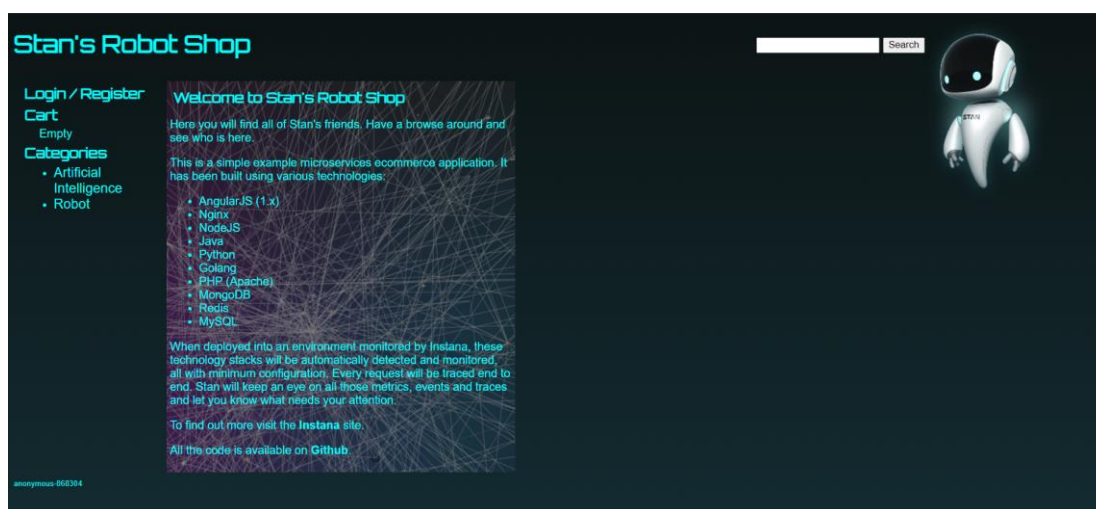 Stan's Robot Shop
Search
STAN
Login / Register
Cart
Empty
Categories
• Artificial
Intelligence
• Robot
Welcome to Stan's Robot Shop
Here you will find all of Stan's friends. Have a browse around and
see who is here.
This is a simple example microservices ecommerce application. It
has been built using various technologies:
• AngularJS (1.x)
• Nginx
• NodeJS
• Java
• Python
• Golang
• PHP (Apache)
• MongoDB
• Redis
• MySQL
When deployed into an environment monitored by Instana, these
technology stacks will be automatically detected and monitored,
all with minimum configuration. Every request will be traced end to
end. Stan will keep an eye on all those metrics, events and traces
and let you know what needs your attention.
To find out more visit the Instana site.
All the code is available on Github.
anonymous-868304